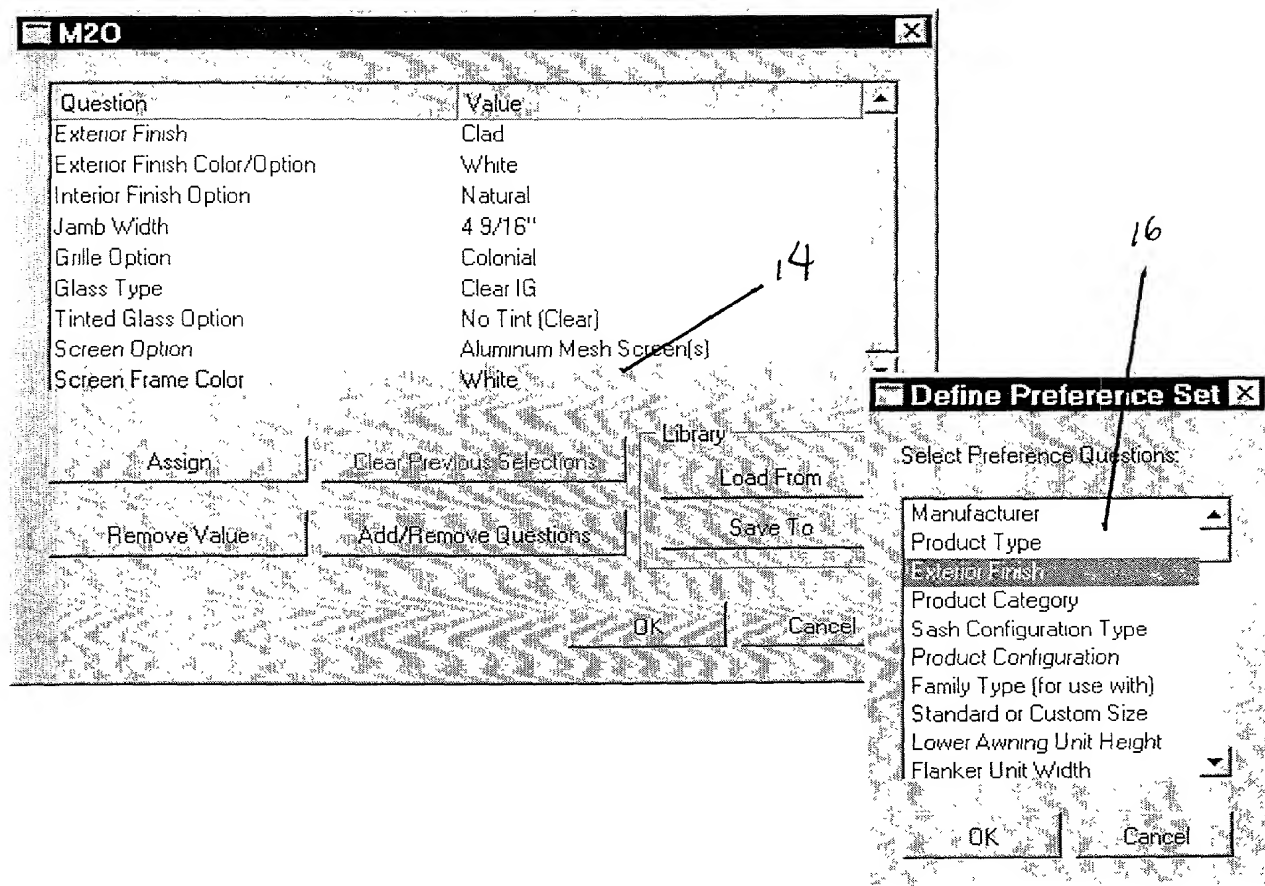 M2O
Question Value
Exterior Finish Clad
Exterior Finish Color/Option White
Interior Finish Option Natural
Jamb Width 4 9/16"
Grille Option Colonial
Glass Type Clear IG
Tinted Glass Option No Tint (Clear)
Screen Option Aluminum Mesh Screen(s)
Screen Frame Color White
14
Assign
Clear Previous Selections
Library
Load From
Remove Value
Add/Remove Questions
Save To
OK
Cancel
16
Define Preference Set
Select Preference Questions:
Manufacturer
Product Type
Exterior Finish
Product Category
Sash Configuration Type
Product Configuration
Family Type (for use with)
Standard or Custom Size
Lower Awning Unit Height
Flanker Unit Width
OK
Cancel